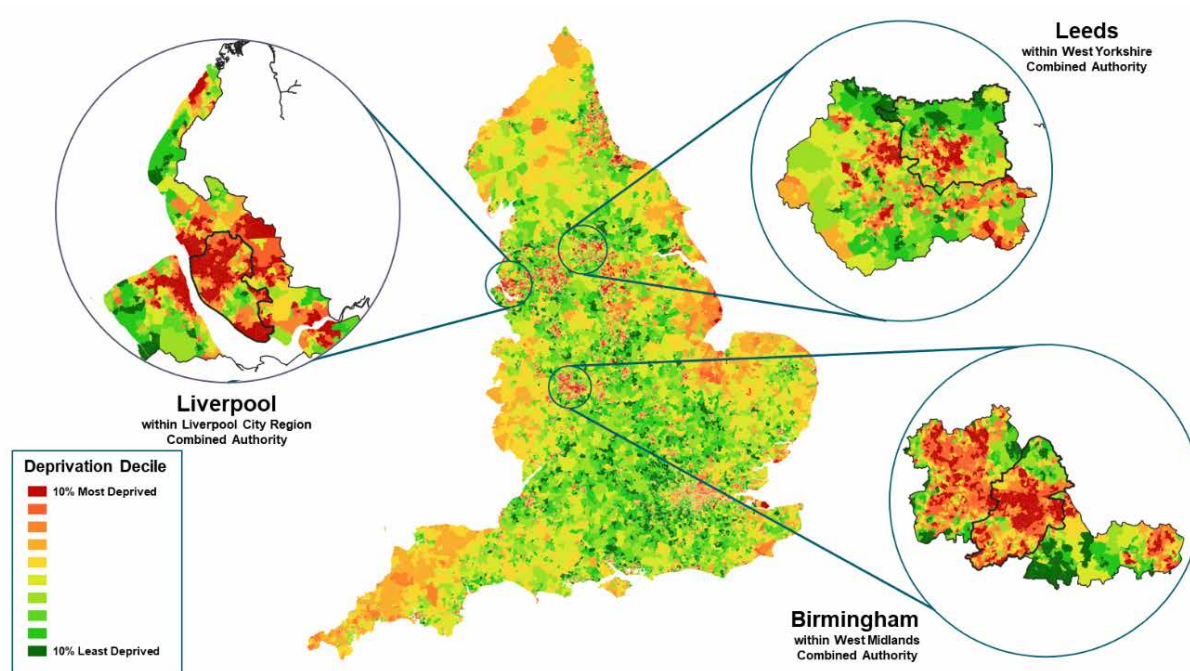 Leeds
within West Yorkshire
Combined Authority
Liverpool
within Liverpool City Region
Combined Authority
Deprivation Decile
10% Most Deprived
10% Least Deprived
Birmingham
within West Midlands
Combined Authority